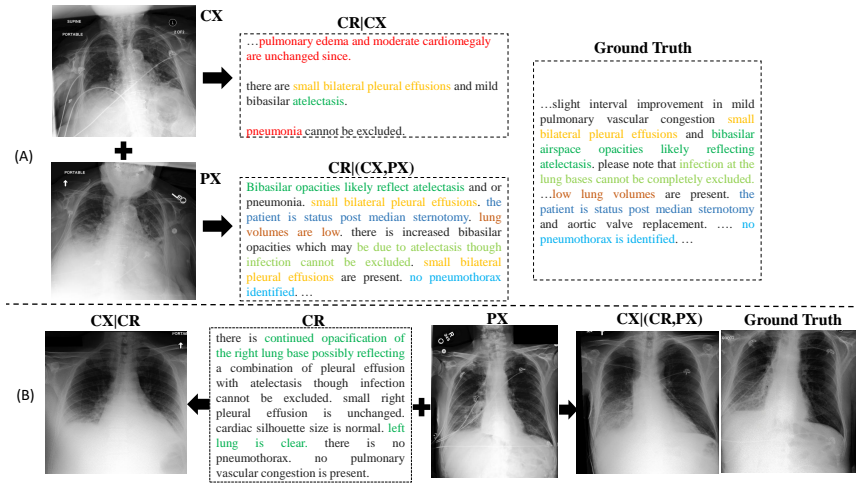 CX
CR|CX
SUPINE
PORTABLE
…pulmonary edema and moderate cardiomegaly
are unchanged since.
there are small bilateral pleural effusions and mild
bibasilar atelectasis.
pneumonia cannot be excluded.
Ground Truth
…slight interval improvement in mild
pulmonary vascular congestion small
bilateral pleural effusions and bibasilar
airspace opacities likely reflecting
atelectasis. please note that infection at the
lung bases cannot be completely excluded.
…low lung volumes are present. the
patient is status post median sternotomy
and aortic valve replacement. …. no
pneumothorax is identified. …
(A)
+
PX
PORTABLE
CR|(CX,PX)
Bibasilar opacities likely reflect atelectasis and or
pneumonia. small bilateral pleural effusions. the
patient is status post median sternotomy. lung
volumes are low. there is increased bibasilar
opacities which may be due to atelectasis though
infection cannot be excluded. small bilateral
pleural effusions are present. no pneumothorax
identified. …
(B)
CX|CR
CR
there is continued opacification of
the right lung base possibly reflecting
a combination of pleural effusion
with atelectasis though infection
cannot be excluded. small right
pleural effusion is unchanged.
cardiac silhouette size is normal. left
lung is clear. there is no
pneumothorax. no pulmonary
vascular congestion is present.
+
PX
CX|(CR,PX)
Ground Truth